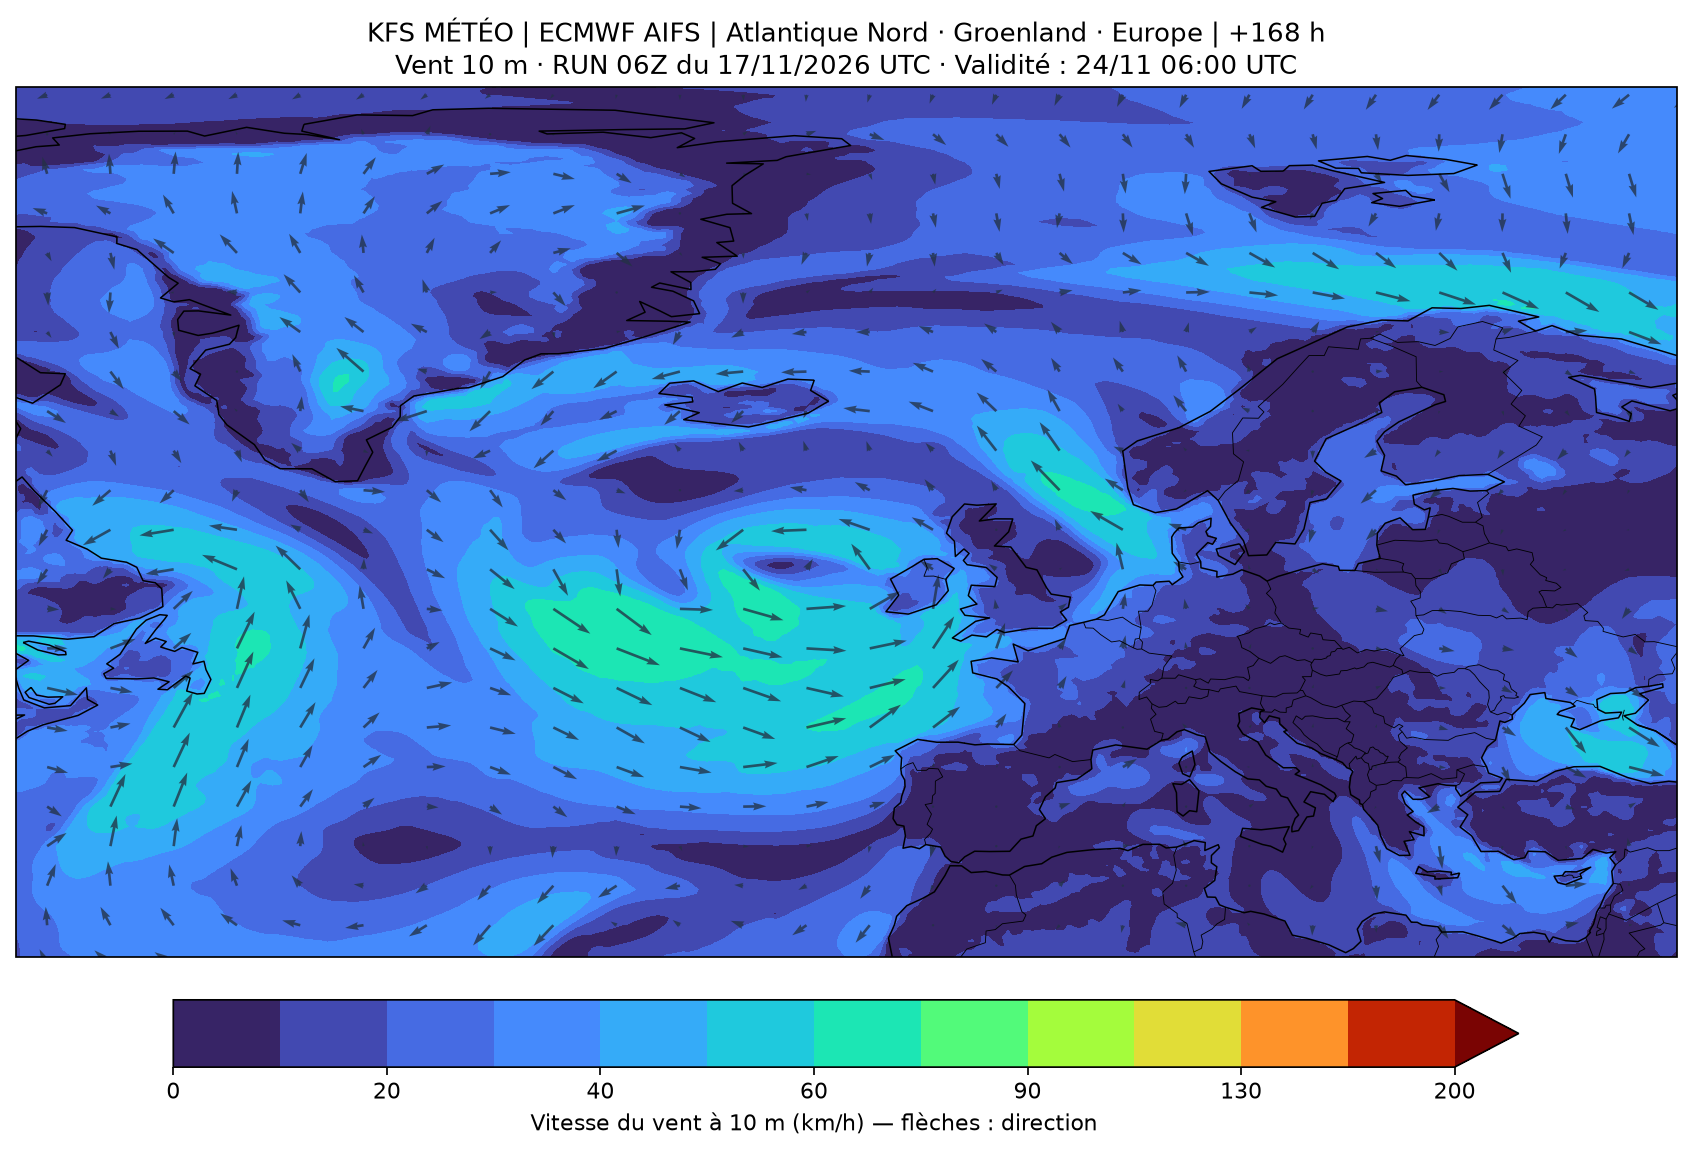 KFS MÉTÉO | ECMWF AIFS | Atlantique Nord · Groenland · Europe | +168 h
Vent 10 m · RUN 06Z du 17/11/2026 UTC · Validité : 24/11 06:00 UTC
0 20 40 60 90 130 200
Vitesse du vent à 10 m (km/h) — flèches : direction